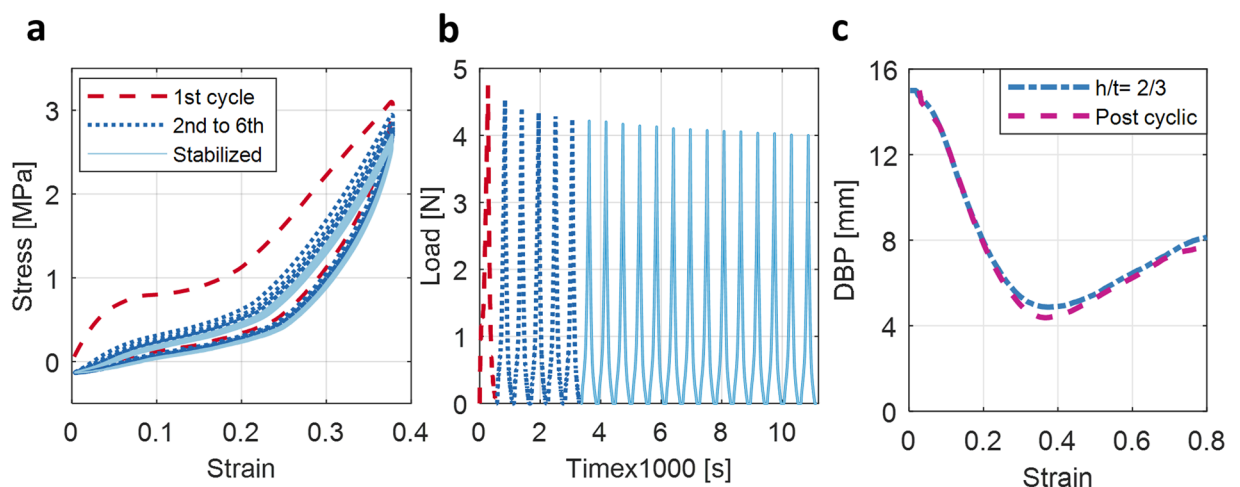 a
Stress [MPa]
3
2
1
0
1st cycle
2nd to 6th
Stabilized
0
0.1
0.2
0.3
0.4
Strain
b
Load [N]
5
4
3
2
1
0
0
2
4
6
8
10
Timex1000 [s]
c
DBP [mm]
16
12
8
4
0
h/t= 2/3
Post cyclic
0
0.2
0.4
0.6
0.8
Strain